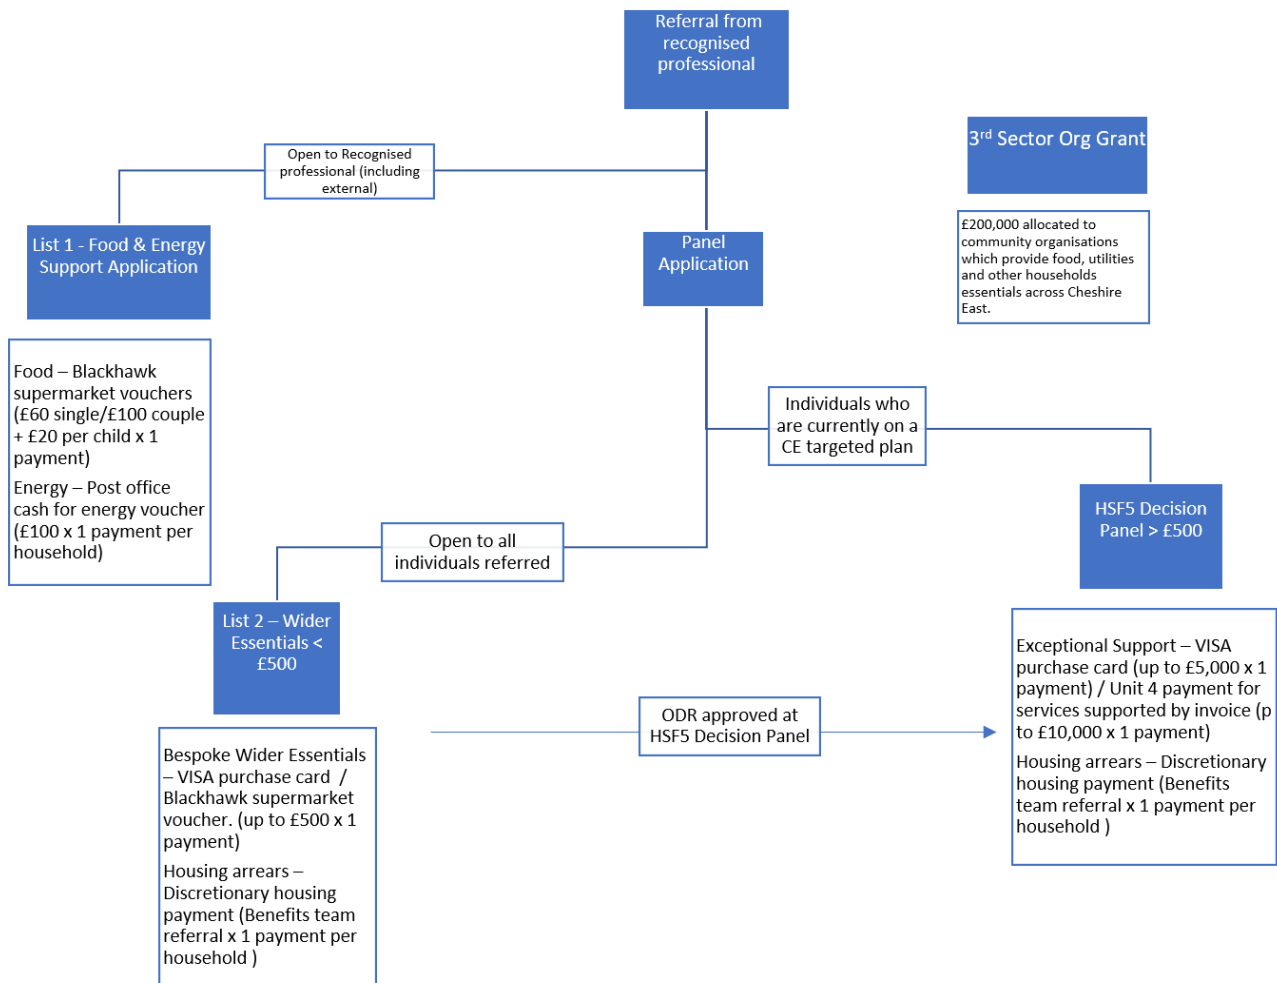 Referral from
recognised
professional
Open to Recognised
professional (including
external)
3rd Sector Org Grant
£200,000 allocated to
community organisations
which provide food, utilities
and other households
essentials across Cheshire
East.
List 1 - Food & Energy
Support Application
Panel
Application
Food – Blackhawk
supermarket vouchers
(£60 single/£100 couple
+ £20 per child x 1
payment)
Energy – Post office
cash for energy voucher
(£100 x 1 payment per
household)
Individuals who
are currently on a
CE targeted plan
HSF5 Decision
Panel > £500
Open to all
individuals referred
List 2 – Wider
Essentials <
£500
Exceptional Support – VISA
purchase card (up to £5,000 x 1
payment) / Unit 4 payment for
services supported by invoice (p
to £10,000 x 1 payment)
Housing arrears – Discretionary
housing payment (Benefits
team referral x 1 payment per
household )
ODR approved at
HSF5 Decision Panel
Bespoke Wider Essentials
– VISA purchase card /
Blackhawk supermarket
voucher. (up to £500 x 1
payment)
Housing arrears –
Discretionary housing
payment (Benefits team
referral x 1 payment per
household )